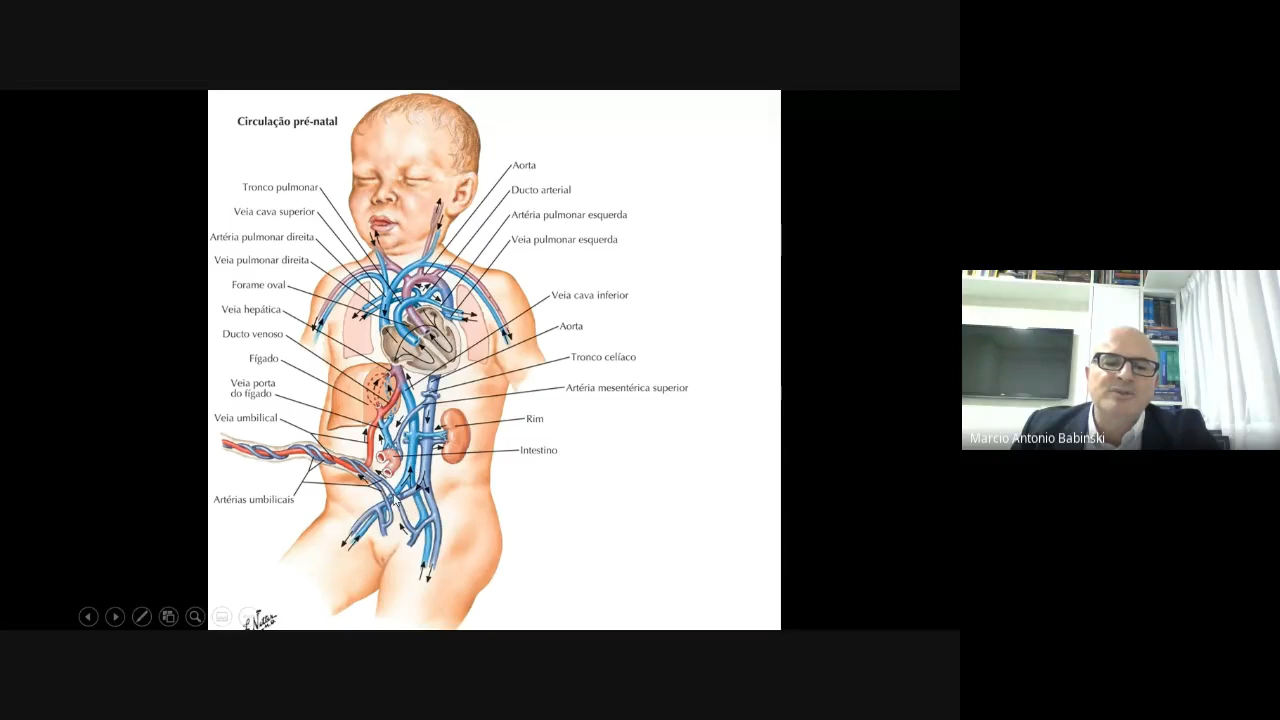 Circulação pré-natal
Tronco pulmonar
Veia cava superior
Artéria pulmonar direita
Veia pulmonar direita
Forame oval
Veia hepática
Ducto venoso
Fígado
Veia porta
do fígado
Veia umbilical
Artérias umbilicais
Aorta
Ducto arterial
Artéria pulmonar esquerda
Veia pulmonar esquerda
Veia cava inferior
Aorta
Tronco celíaco
Artéria mesentérica superior
Rim
Intestino
Marcio Antonio Babinski